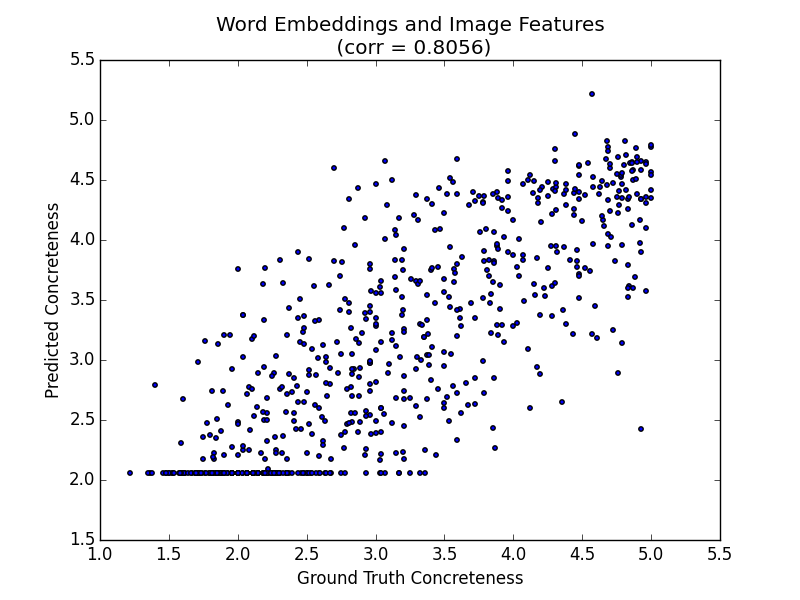 Word Embeddings and Image Features
(corr = 0.8056)
5.5
5.0
4.5
4.0
3.5
3.0
2.5
2.0
1.5
Predicted Concreteness
1.0 1.5 2.0 2.5 3.0 3.5 4.0 4.5 5.0 5.5
Ground Truth Concreteness